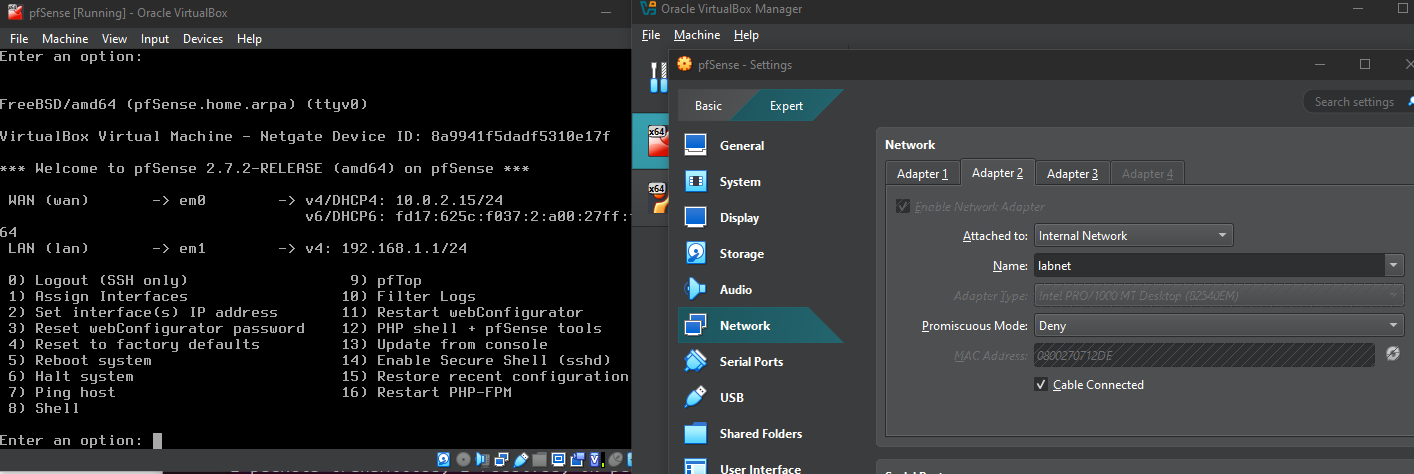 pfSense [Running] - Oracle VirtualBox
File Machine View Input Devices Help
Enter an option:
FreeBSD/amd64 (pfSense.home.arpa) (ttyv0)
VirtualBox Virtual Machine - Netgate Device ID: 8a9941f5dadf5310e17f
*** Welcome to pfSense 2.7.2-RELEASE (amd64) on pfSense ***
WAN (wan) -> em0 -> v4/DHCP4: 10.0.2.15/24
v6/DHCP6: fd17:625c:f037:2:a00:27ff:
64
LAN (lan) -> em1 -> v4: 192.168.1.1/24
0) Logout (SSH only) 9) pfTop
1) Assign Interfaces 10) Filter Logs
2) Set interface(s) IP address 11) Restart webConfigurator
3) Reset webConfigurator password 12) PHP shell + pfSense tools
4) Reset to factory defaults 13) Update from console
5) Reboot system 14) Enable Secure Shell (sshd)
6) Halt system 15) Restore recent configuration
7) Ping host 16) Restart PHP-FPM
8) Shell
Enter an option:
Oracle VirtualBox Manager
File Machine Help
x64
x64
pfSense - Settings
Basic Expert
Search settings
General
System
Display
Storage
Audio
Network
Serial Ports
USB
Shared Folders
User Interface
Network
Adapter 1 Adapter 2 Adapter 3 Adapter 4
Enable Network Adapter
Attached to: Internal Network
Name: labnet
Adapter Type: Intel PRO/1000 MT Desktop (82540EM)
Promiscuous Mode: Deny
MAC Address: 0800270712DE
Cable Connected